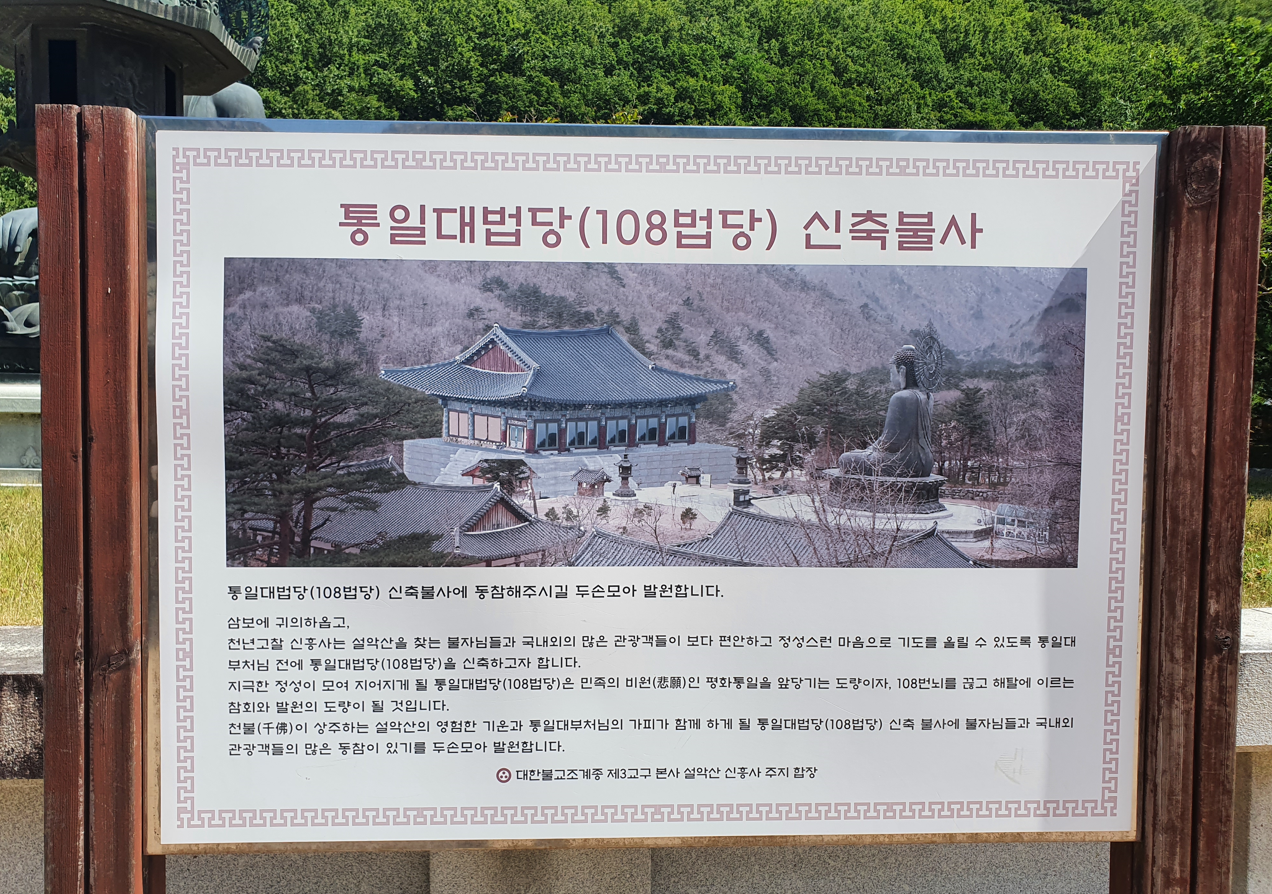 통일대법당(108법당) 신축불사
통일대법당(108법당) 신축불사에 동참해주시길 두손모아 발원합니다.
삼보에 귀의하옵고,
천년고찰 신흥사는 설악산을 찾는 불자님들과 국내외의 많은 관광객들이 보다 편안하고 정성스런 마음으로 기도를 올릴 수 있도록 통일대
부처님 전에 통일대법당(108법당)을 신축하고자 합니다.
지극한 정성이 모여 지어지게 될 통일대법당(108법당)은 민족의 비원(悲願)인 평화통일을 앞당기는 도량이자, 108번뇌를 끊고 해탈에 이르는
참회와 발원의 도량이 될 것입니다.
천불(千佛)이 상주하는 설악산의 영험한 기운과 통일대부처님의 가피가 함께 하게 될 통일대법당(108법당) 신축 불사에 불자님들과 국내외
관광객들의 많은 동참이 있기를 두손모아 발원합니다.
대한불교조계종 제3교구 본사 설악산 신흥사 주지 합장